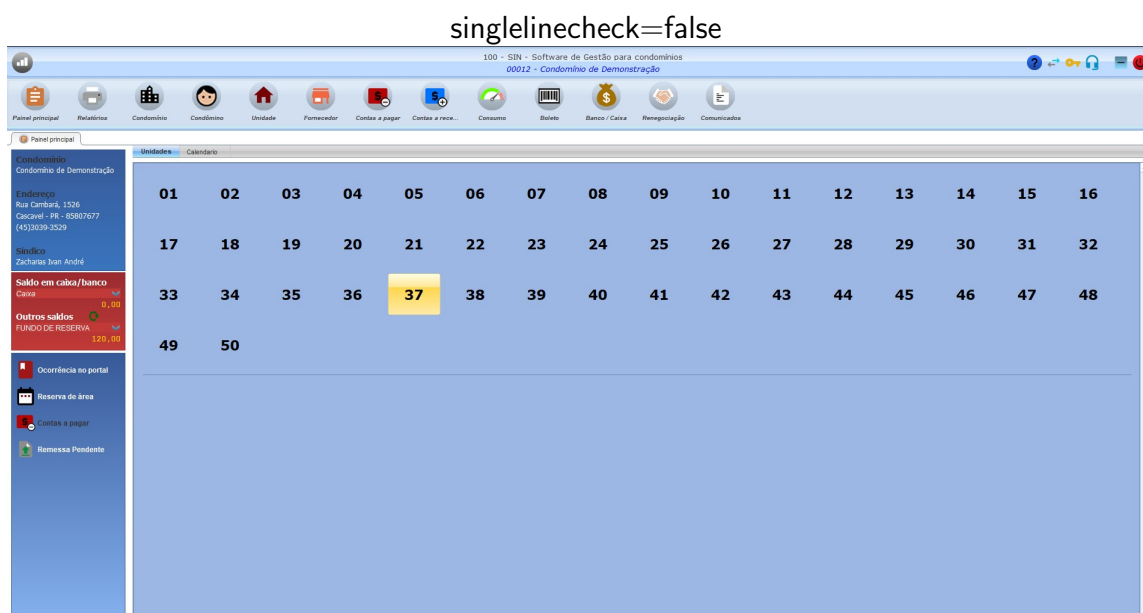 singlelinecheck=false
100 - SIN - Software de Gestão para condomínios
00012 - Condomínio de Demonstração
Painel principal Relatórios Condomínio Condômino Unidade Fornecedor Contas a pagar Contas a rece... Consumo Boleto Banco / Caixa Renegociação Comunicados
Painel principal
Unidades Calendario
Condomínio
Condomínio de Demonstração
Endereço
Rua Cambará, 1526
Cascavel - PR - 85807677
(45)3039-3529
Síndico
Zacharias Ivan André
Saldo em caixa/banco
Caixa
0,00
Outros saldos
FUNDO DE RESERVA
120,00
Ocorrência no portal
Reserva de área
Contas a pagar
Remessa Pendente
01 02 03 04 05 06 07 08 09 10 11 12 13 14 15 16
17 18 19 20 21 22 23 24 25 26 27 28 29 30 31 32
33 34 35 36 37 38 39 40 41 42 43 44 45 46 47 48
49 50